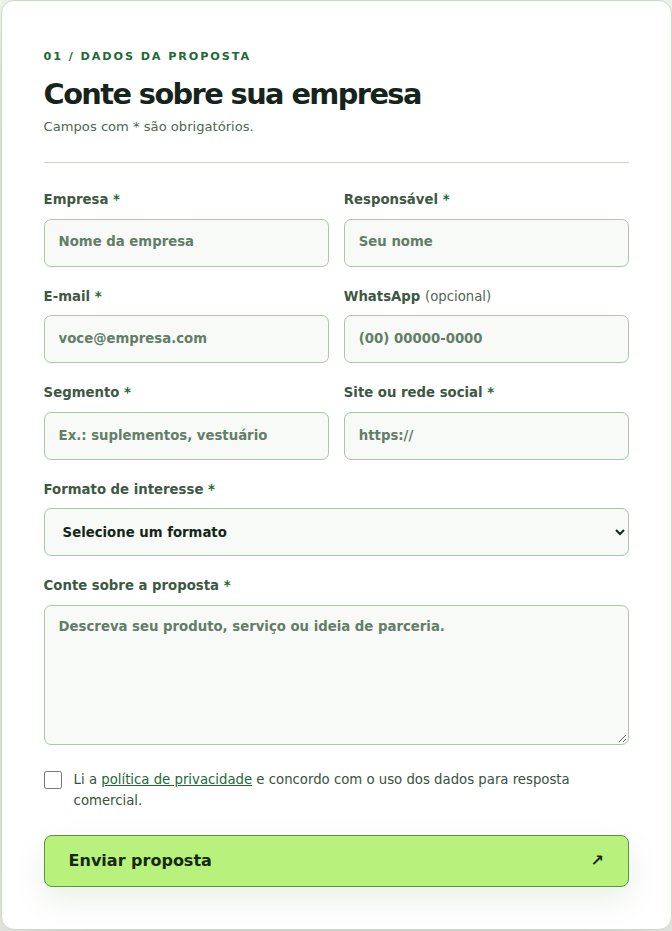 01 / DADOS DA PROPOSTA
Conte sobre sua empresa
Campos com * são obrigatórios.
Empresa *
Responsável *
Nome da empresa
Seu nome
E-mail *
WhatsApp (opcional)
voce@empresa.com
(00) 00000-0000
Segmento *
Site ou rede social *
Ex.: suplementos, vestuário
https://
Formato de interesse *
Selecione um formato
Conte sobre a proposta *
Descreva seu produto, serviço ou ideia de parceria.
Li a política de privacidade e concordo com o uso dos dados para resposta
comercial.
Enviar proposta ↗